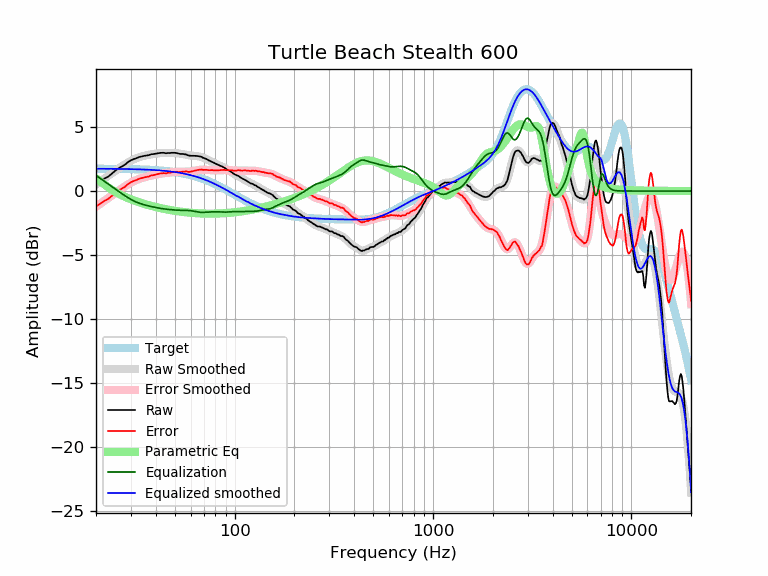 Turtle Beach Stealth 600
Amplitude (dBr)
5
0
−5
−10
−15
−20
−25
Target
Raw Smoothed
Error Smoothed
Raw
Error
Parametric Eq
Equalization
Equalized smoothed
100 1000 10000
Frequency (Hz)